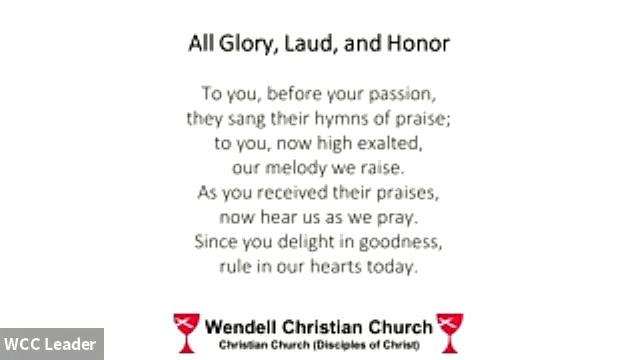 All Glory, Laud, and Honor
To you, before your passion,
they sang their hymns of praise;
to you, now high exalted,
our melody we raise.
As you received their praises,
now hear us as we pray.
Since you delight in goodness,
rule in our hearts today.
Wendell Christian Church
Christian Church (Disciples of Christ)
WCC Leader